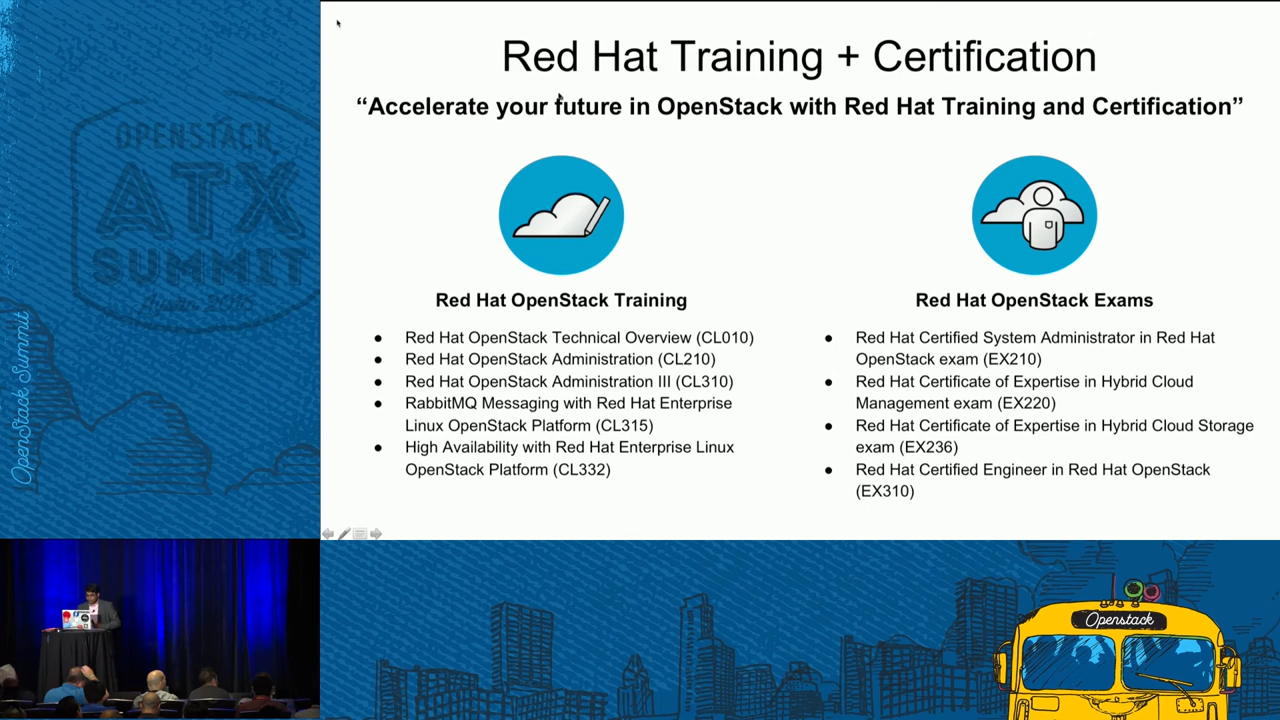 Red Hat Training + Certification
“Accelerate your future in OpenStack with Red Hat Training and Certification”
Red Hat OpenStack Training
● Red Hat OpenStack Technical Overview (CL010)
● Red Hat OpenStack Administration (CL210)
● Red Hat OpenStack Administration III (CL310)
● RabbitMQ Messaging with Red Hat Enterprise
Linux OpenStack Platform (CL315)
● High Availability with Red Hat Enterprise Linux
OpenStack Platform (CL332)
Red Hat OpenStack Exams
● Red Hat Certified System Administrator in Red Hat
OpenStack exam (EX210)
● Red Hat Certificate of Expertise in Hybrid Cloud
Management exam (EX220)
● Red Hat Certificate of Expertise in Hybrid Cloud Storage
exam (EX236)
● Red Hat Certified Engineer in Red Hat OpenStack
(EX310)
OPENSTACK
ATX
SUMMIT
Austin 2016
OpenStack Summit
Openstack